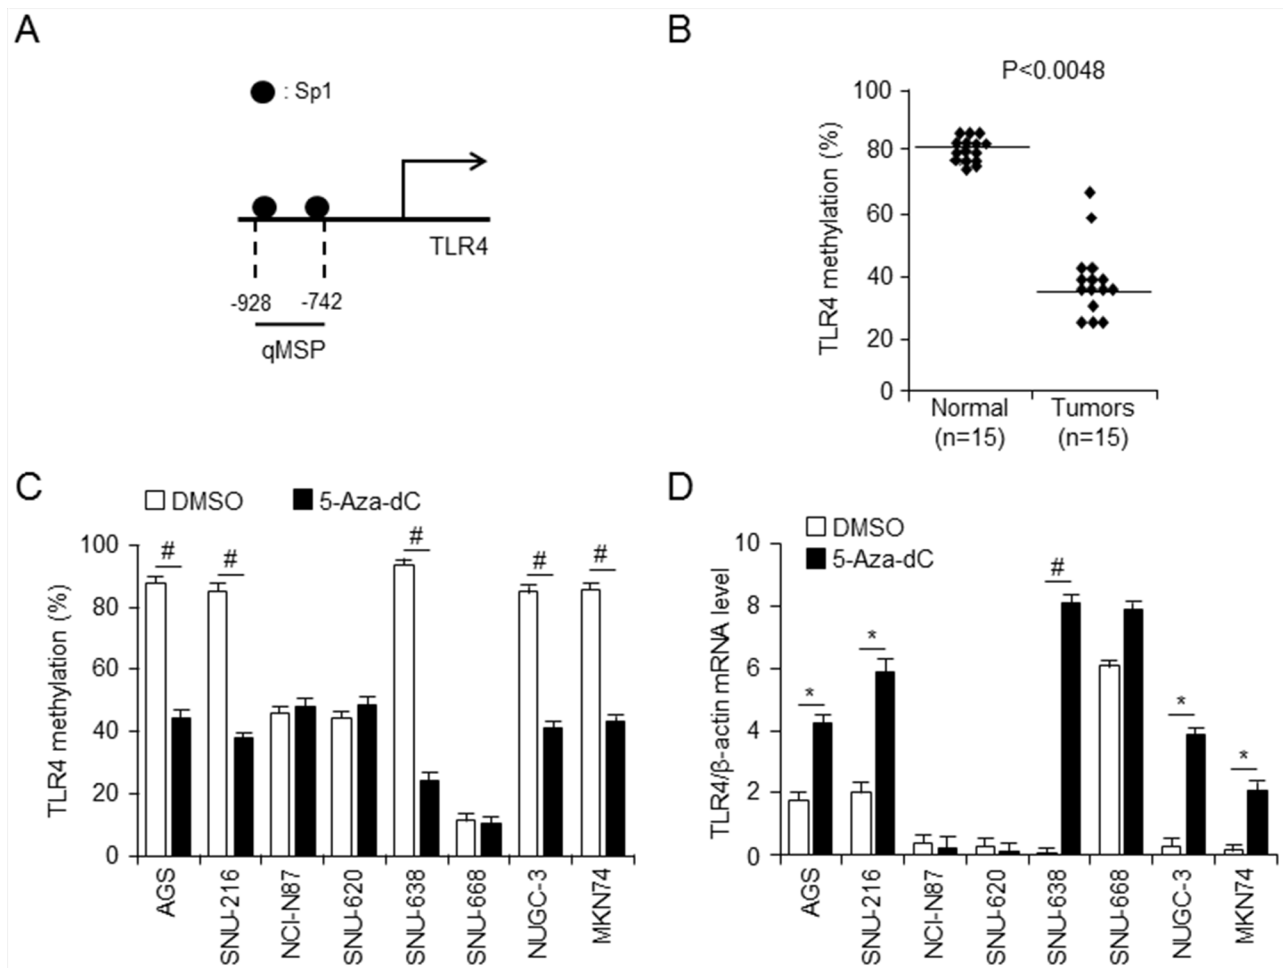 A
: Sp1
TLR4
-928
-742
qMSP
B
P<0.0048
TLR4 methylation (%)
100
80
60
40
20
0
Normal
(n=15)
Tumors
(n=15)
C
DMSO
5-Aza-dC
TLR4 methylation (%)
100
80
60
40
20
0
#
#
#
#
#
AGS
SNU-216
NCI-N87
SNU-620
SNU-638
SNU-668
NUGC-3
MKN74
D
DMSO
5-Aza-dC
TLR4/β-actin mRNA level
10
8
6
4
2
0
*
*
#
*
*
AGS
SNU-216
NCI-N87
SNU-620
SNU-638
SNU-668
NUGC-3
MKN74